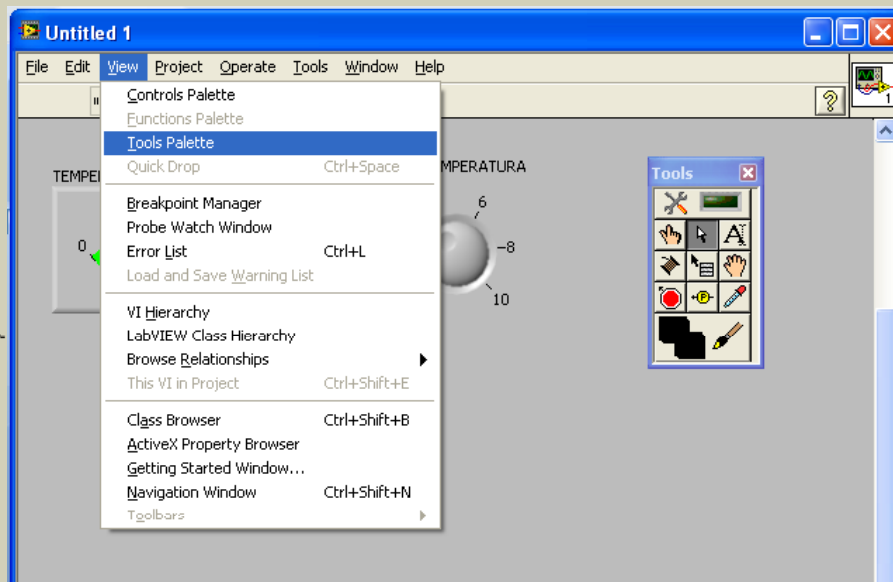 Untitled 1
File Edit View Project Operate Tools Window Help
1
Controls Palette
Functions Palette
Tools Palette
Quick Drop Ctrl+Space
Breakpoint Manager
Probe Watch Window
Error List Ctrl+L
Load and Save Warning List
VI Hierarchy
LabVIEW Class Hierarchy
Browse Relationships
This VI in Project Ctrl+Shift+E
Class Browser Ctrl+Shift+B
ActiveX Property Browser
Getting Started Window...
Navigation Window Ctrl+Shift+N
Toolbars
TEMPE
0
MPERATURA
6
-8
10
Tools
A
P